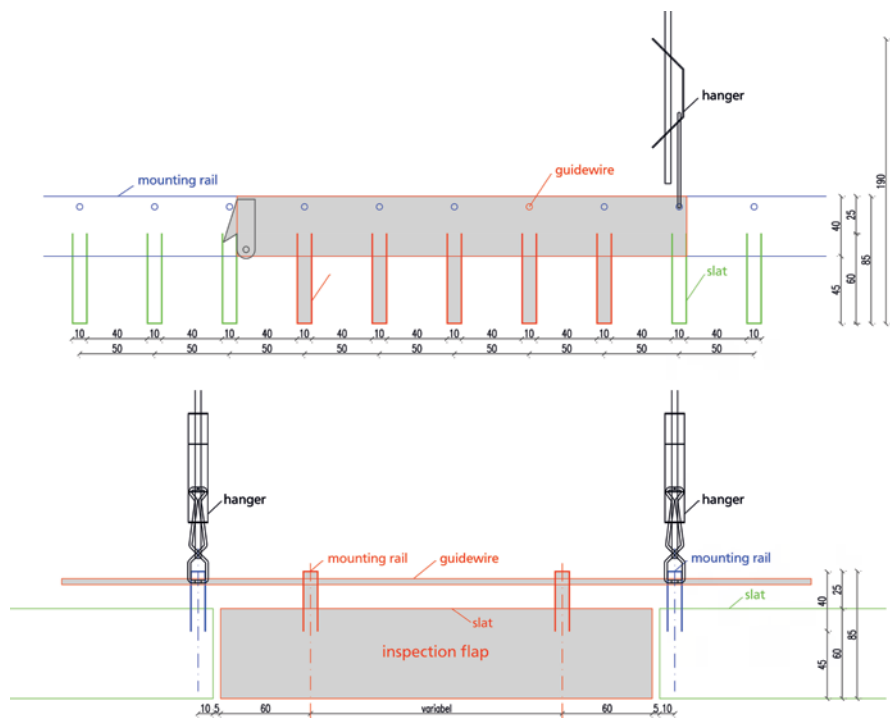 hanger
guidewire
mounting rail
190
40 25
85
slat
45 60
10 40 10 40 10 40 10 40 10 40 10 40 10 40 10 40 10 40 10
50 50 50 50 50 50 50 50 50
hanger hanger
mounting rail guidewire mounting rail
40 25
85
slat
slat
inspection flap
45 60
10 5 60 variabel 60 5 10